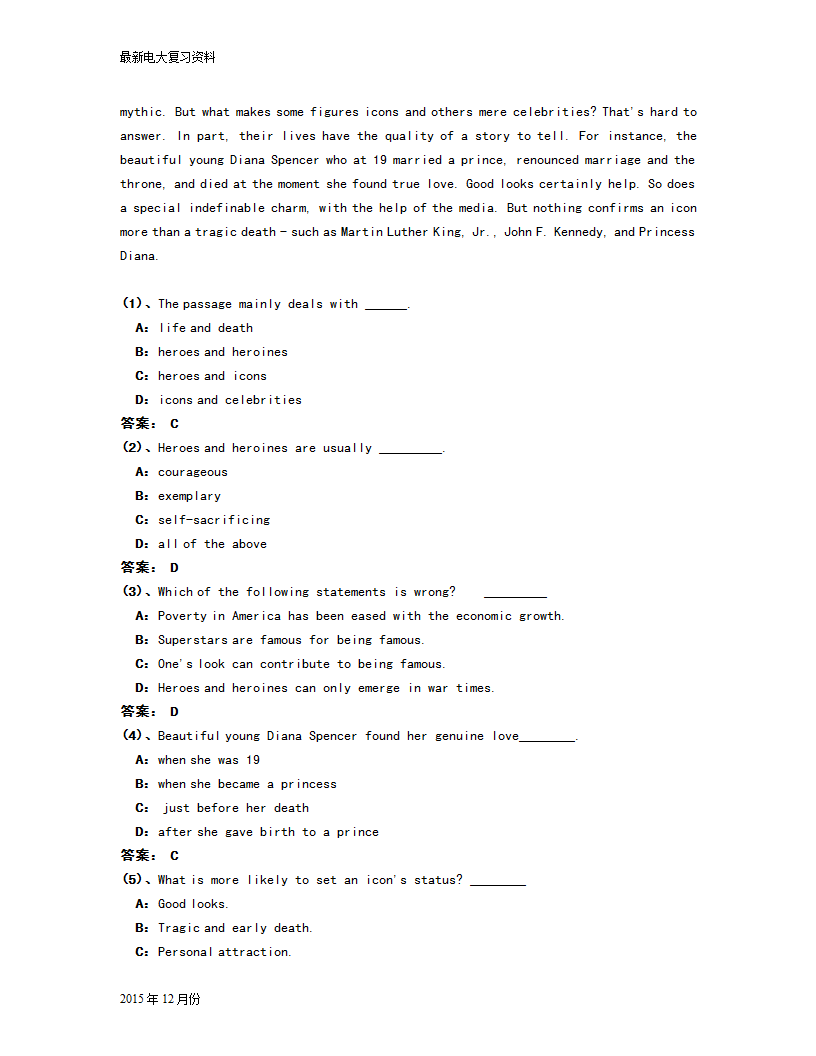 最新电大复习资料
mythic. But what makes some figures icons and others mere celebrities? That's hard to
answer. In part, their lives have the quality of a story to tell. For instance, the
beautiful young Diana Spencer who at 19 married a prince, renounced marriage and the
throne, and died at the moment she found true love. Good looks certainly help. So does
a special indefinable charm, with the help of the media. But nothing confirms an icon
more than a tragic death – such as Martin Luther King, Jr., John F. Kennedy, and Princess
Diana.
(1)、The passage mainly deals with ______.
A: life and death
B: heroes and heroines
C: heroes and icons
D: icons and celebrities
答案： C
(2)、Heroes and heroines are usually _________.
A: courageous
B: exemplary
C: self-sacrificing
D: all of the above
答案： D
(3)、Which of the following statements is wrong? _________
A: Poverty in America has been eased with the economic growth.
B: Superstars are famous for being famous.
C: One's look can contribute to being famous.
D: Heroes and heroines can only emerge in war times.
答案： D
(4)、Beautiful young Diana Spencer found her genuine love________.
A: when she was 19
B: when she became a princess
C: just before her death
D: after she gave birth to a prince
答案： C
(5)、What is more likely to set an icon's status? ________
A: Good looks.
B: Tragic and early death.
C: Personal attraction.
2015 年 12 月份